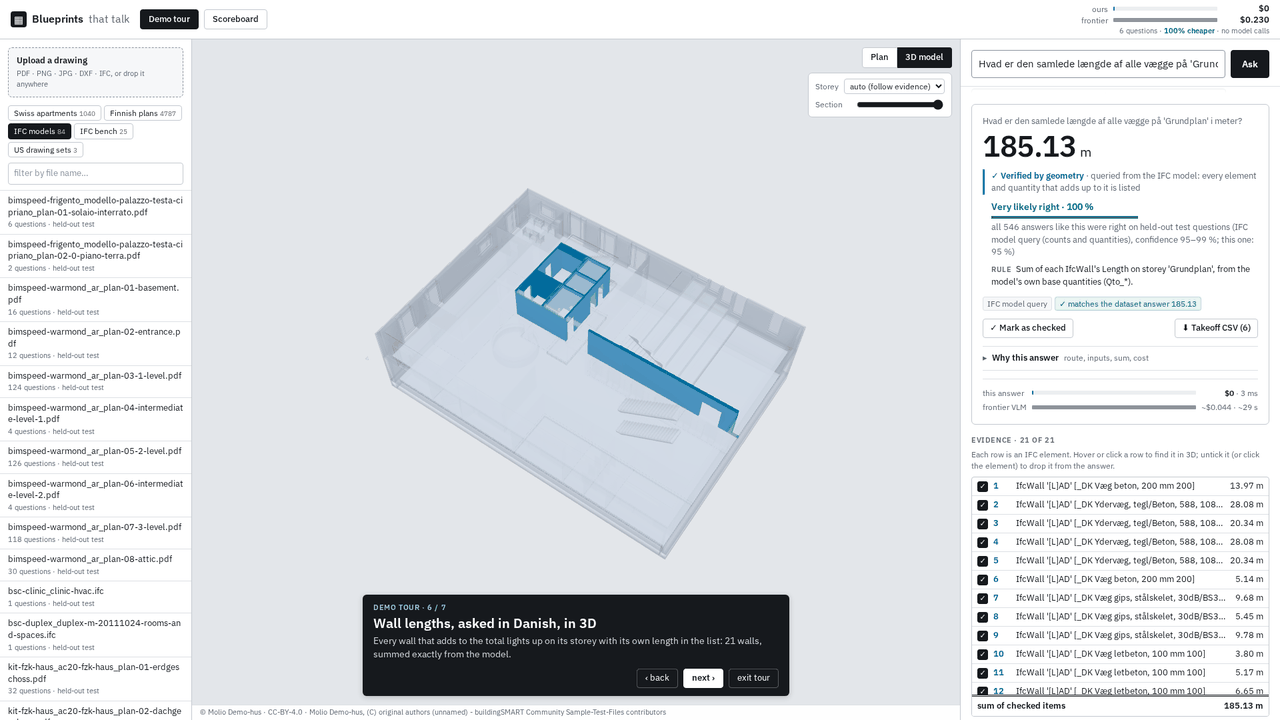 Blueprints that talk
Demo tour
Scoreboard
ours $0
frontier $0.230
6 questions · 100% cheaper · no model calls
Upload a drawing
PDF · PNG · JPG · DXF · IFC, or drop it
anywhere
Swiss apartments 1040
Finnish plans 4787
IFC models 84
IFC bench 25
US drawing sets 3
filter by file name...
bimspeed-frigento_modello-palazzo-testa-ci
priano_plan-01-solaio-interrato.pdf
6 questions · held-out test
bimspeed-frigento_modello-palazzo-testa-ci
priano_plan-02-0-piano-terra.pdf
2 questions · held-out test
bimspeed-warmond_ar_plan-01-basement.
pdf
16 questions · held-out test
bimspeed-warmond_ar_plan-02-entrance.p
df
12 questions · held-out test
bimspeed-warmond_ar_plan-03-1-level.pdf
124 questions · held-out test
bimspeed-warmond_ar_plan-04-intermediat
e-level-1.pdf
4 questions · held-out test
bimspeed-warmond_ar_plan-05-2-level.pdf
126 questions · held-out test
bimspeed-warmond_ar_plan-06-intermediat
e-level-2.pdf
4 questions · held-out test
bimspeed-warmond_ar_plan-07-3-level.pdf
118 questions · held-out test
bimspeed-warmond_ar_plan-08-attic.pdf
30 questions · held-out test
bsc-clinic_clinic-hvac.ifc
1 questions · held-out test
bsc-duplex_duplex-m-20111024-rooms-an
d-spaces.ifc
1 questions · held-out test
kit-fzk-haus_ac20-fzk-haus_plan-01-erdges
choss.pdf
32 questions · held-out test
kit-fzk-haus_ac20-fzk-haus_plan-02-dachge
Plan
3D model
Storey auto (follow evidence)
Section
DEMO TOUR · 6 / 7
Wall lengths, asked in Danish, in 3D
Every wall that adds to the total lights up on its storey with its own length in the list: 21 walls,
summed exactly from the model.
‹ back
next ›
exit tour
© Molio Demo-hus · CC-BY-4.0 · Molio Demo-hus, (C) original authors (unnamed) - buildingSMART Community Sample-Test-Files contributors
Hvad er den samlede længde af alle vægge på 'Grund
Ask
Hvad er den samlede længde af alle vægge på 'Grundplan' i meter?
185.13 m
✓ Verified by geometry · queried from the IFC model: every element
and quantity that adds up to it is listed
Very likely right · 100 %
all 546 answers like this were right on held-out test questions (IFC
model query (counts and quantities), confidence 95–99 %; this one:
95 %)
RULE Sum of each IfcWall's Length on storey 'Grundplan', from the
model's own base quantities (Qto_*).
IFC model query
✓ matches the dataset answer 185.13
✓ Mark as checked
⬇ Takeoff CSV (6)
▸ Why this answer route, inputs, sum, cost
this answer $0 · 3 ms
frontier VLM ~$0.044 · ~29 s
EVIDENCE · 21 OF 21
Each row is an IFC element. Hover or click a row to find it in 3D; untick it (or click
the element) to drop it from the answer.
✓ 1 IfcWall '[L]AD' [_DK Væg beton, 200 mm 200] 13.97 m
✓ 2 IfcWall '[L]AD' [_DK Ydervæg, tegl/Beton, 588, 108... 28.08 m
✓ 3 IfcWall '[L]AD' [_DK Ydervæg, tegl/Beton, 588, 108... 20.34 m
✓ 4 IfcWall '[L]AD' [_DK Ydervæg, tegl/Beton, 588, 108... 28.08 m
✓ 5 IfcWall '[L]AD' [_DK Ydervæg, tegl/Beton, 588, 108... 20.34 m
✓ 6 IfcWall '[L]AD' [_DK Væg beton, 200 mm 200] 5.14 m
✓ 7 IfcWall '[L]AD' [_DK Væg gips, stålskelet, 30dB/BS3... 9.68 m
✓ 8 IfcWall '[L]AD' [_DK Væg gips, stålskelet, 30dB/BS3... 5.45 m
✓ 9 IfcWall '[L]AD' [_DK Væg gips, stålskelet, 30dB/BS3... 9.78 m
✓ 10 IfcWall '[L]AD' [_DK Væg letbeton, 100 mm 100] 3.80 m
✓ 11 IfcWall '[L]AD' [_DK Væg letbeton, 100 mm 100] 5.17 m
✓ 12 IfcWall '[L]AD' [_DK Væg letbeton, 100 mm 100] 6.65 m
sum of checked items 185.13 m